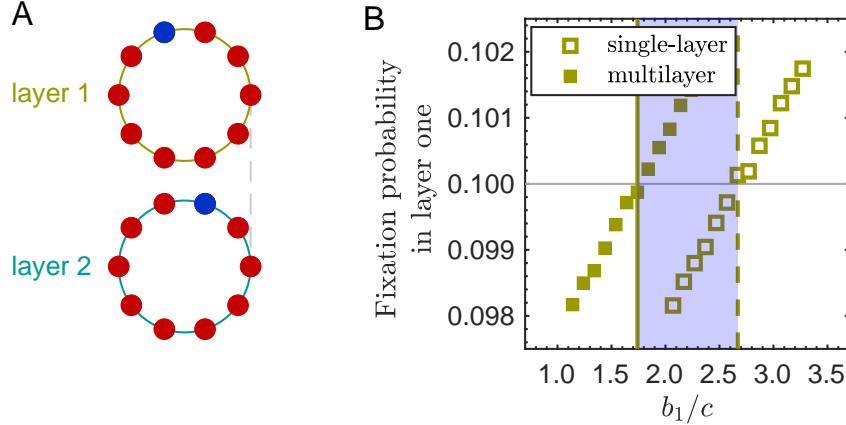 A
layer 1
layer 2
B
Fixation probability
in layer one
single-layer
multilayer
0.102
0.101
0.100
0.099
0.098
1.0 1.5 2.0 2.5 3.0 3.5
b₁/c